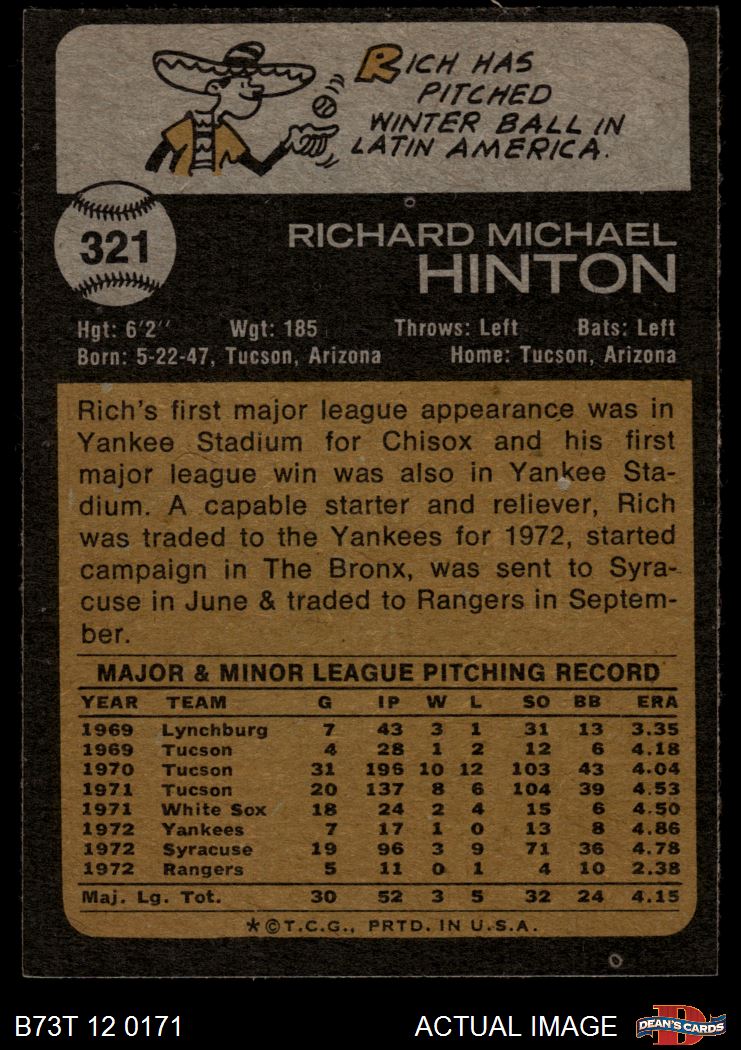 RICH HAS
PITCHED
WINTER BALL IN
LATIN AMERICA.
321
RICHARD MICHAEL
HINTON
Hgt: 6'2'' Wgt: 185 Throws: Left Bats: Left
Born: 5-22-47, Tucson, Arizona Home: Tucson, Arizona
Rich's first major league appearance was in
Yankee Stadium for Chisox and his first
major league win was also in Yankee Sta-
dium. A capable starter and reliever, Rich
was traded to the Yankees for 1972, started
campaign in The Bronx, was sent to Syra-
cuse in June & traded to Rangers in Septem-
ber.
MAJOR & MINOR LEAGUE PITCHING RECORD
YEAR TEAM G IP W L SO BB ERA
1969 Lynchburg 7 43 3 1 31 13 3.35
1969 Tucson 4 28 1 2 12 6 4.18
1970 Tucson 31 196 10 12 103 43 4.04
1971 Tucson 20 137 8 6 104 39 4.53
1971 White Sox 18 24 2 4 15 6 4.50
1972 Yankees 7 17 1 0 13 8 4.86
1972 Syracuse 19 96 3 9 71 36 4.78
1972 Rangers 5 11 0 1 4 10 2.38
Maj. Lg. Tot. 30 52 3 5 32 24 4.15
*©T.C.G., PRTD. IN U.S.A.
B73T 12 0171 ACTUAL IMAGE DEAN'S CARDS